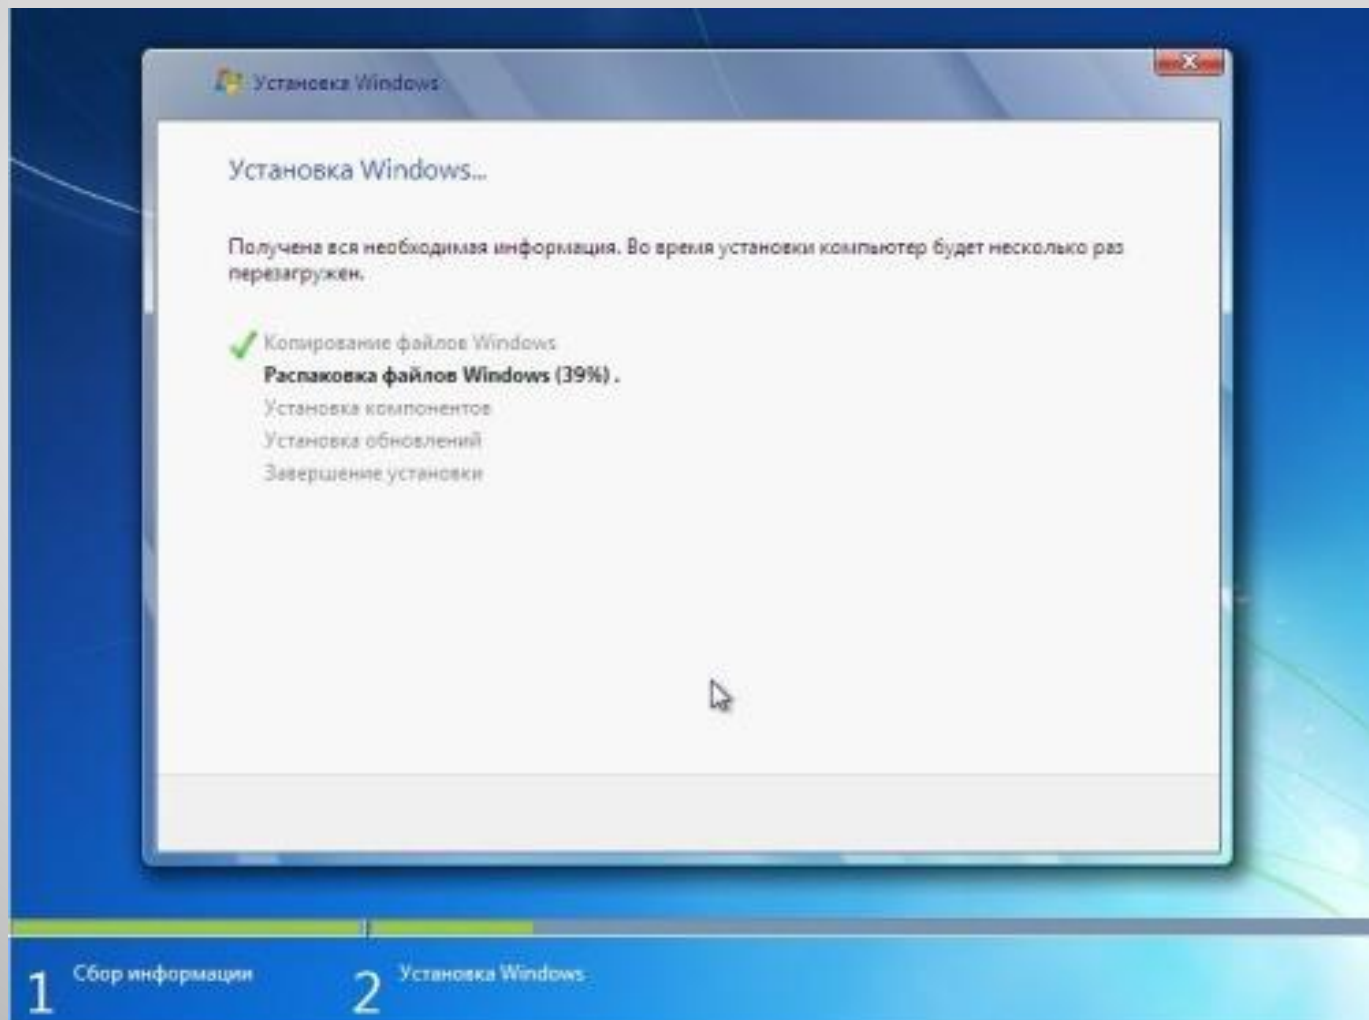 Установка Windows
Установка Windows...
Получена вся необходимая информация. Во время установки компьютер будет несколько раз
перезагружен.
Копирование файлов Windows
Распаковка файлов Windows (39%) .
Установка компонентов
Установка обновлений
Завершение установки
1 Сбор информации
2 Установка Windows